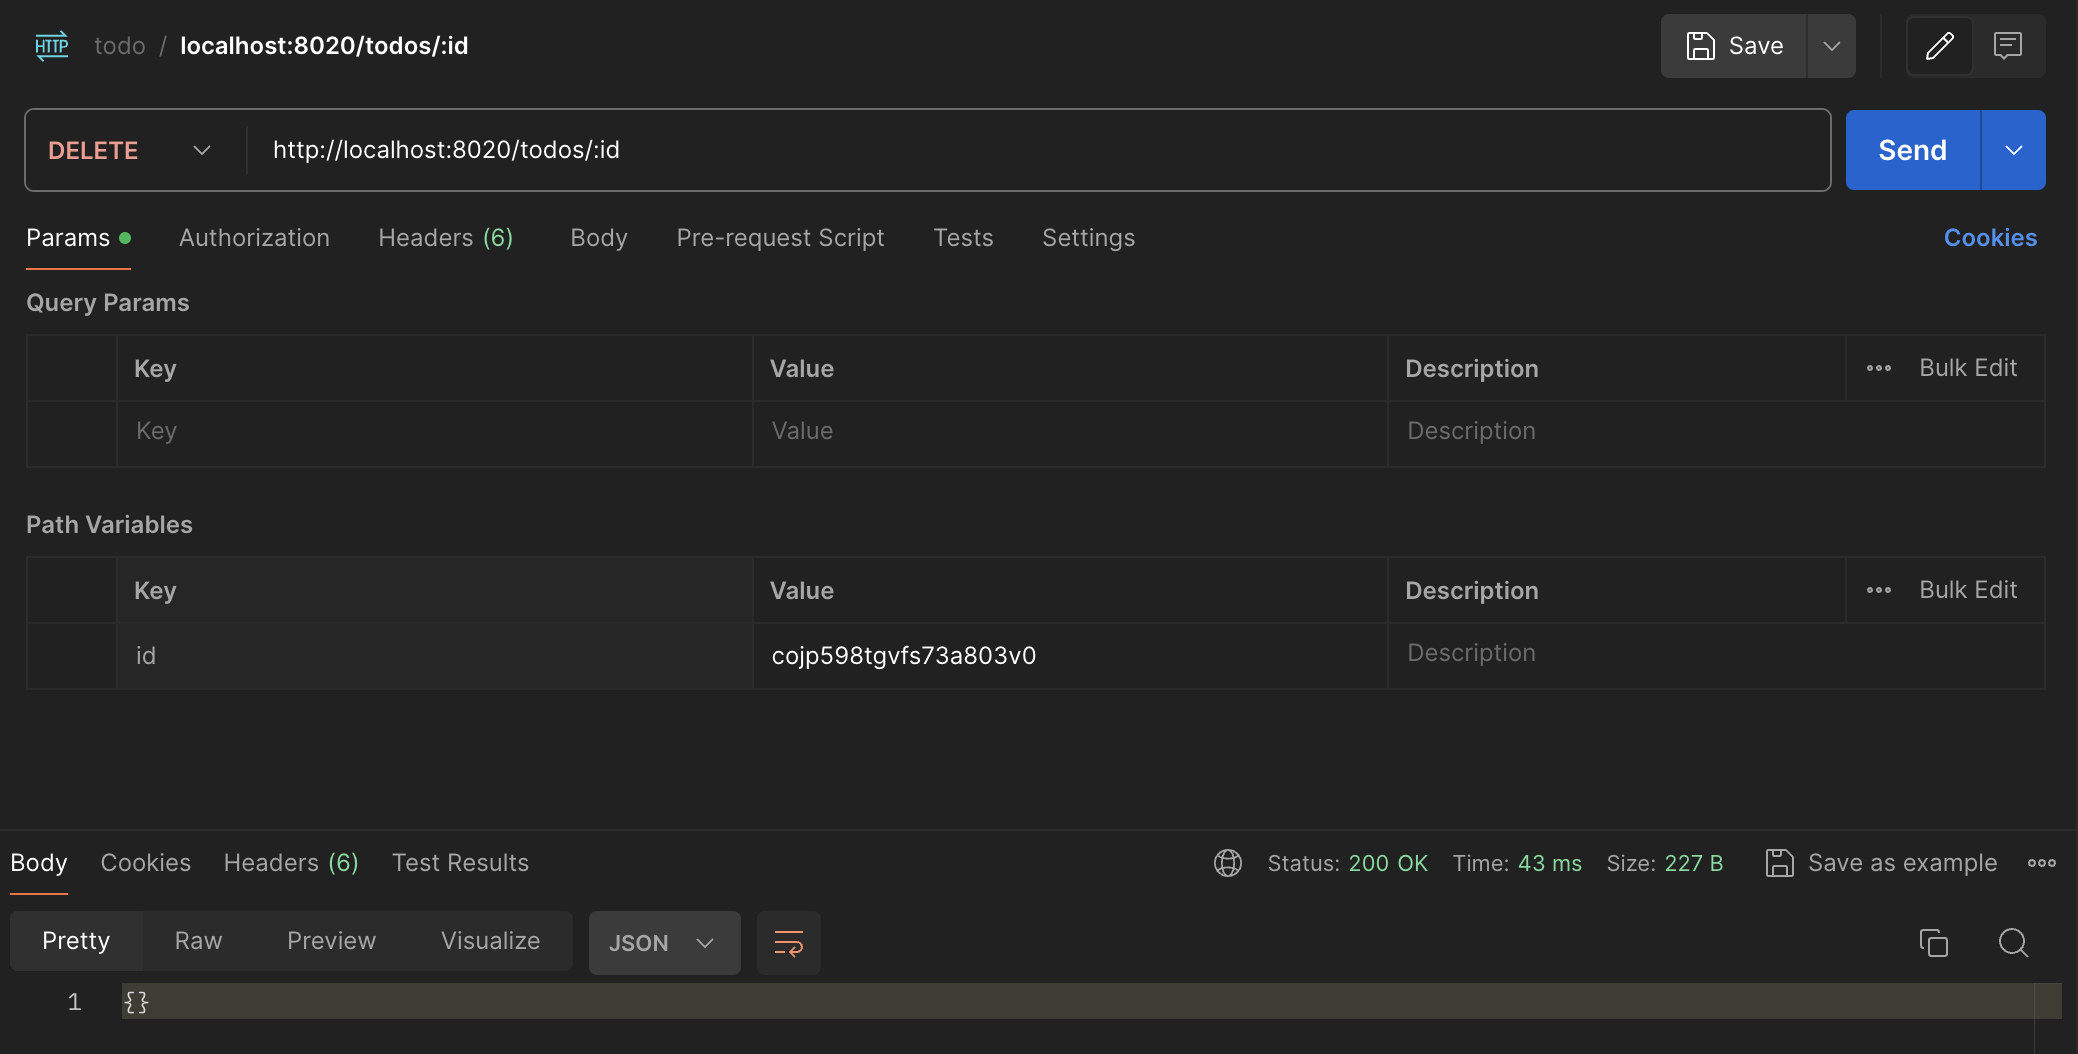 HTTP todo / localhost:8020/todos/:id Save
DELETE http://localhost:8020/todos/:id Send
Params Authorization Headers (6) Body Pre-request Script Tests Settings Cookies
Query Params
Key Value Description Bulk Edit
Key Value Description
Path Variables
Key Value Description Bulk Edit
id cojp598tgvfs73a803v0 Description
Body Cookies Headers (6) Test Results Status: 200 OK Time: 43 ms Size: 227 B Save as example
Pretty Raw Preview Visualize JSON
1 {}